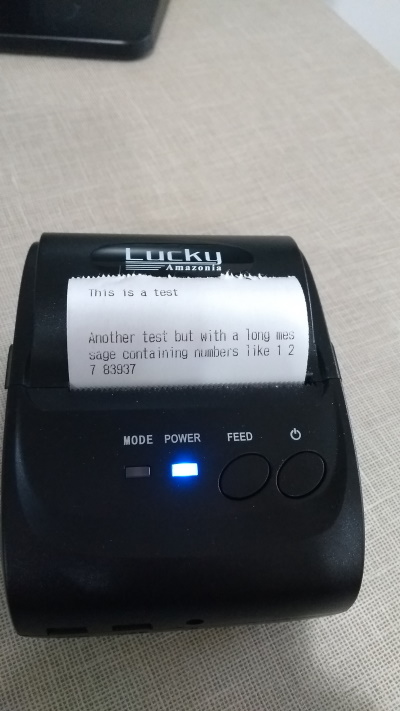 Lucky
Amazonia
This is a test
Another test but with a long mes
sage containing numbers like 1 2
7 83937
MODE POWER FEED